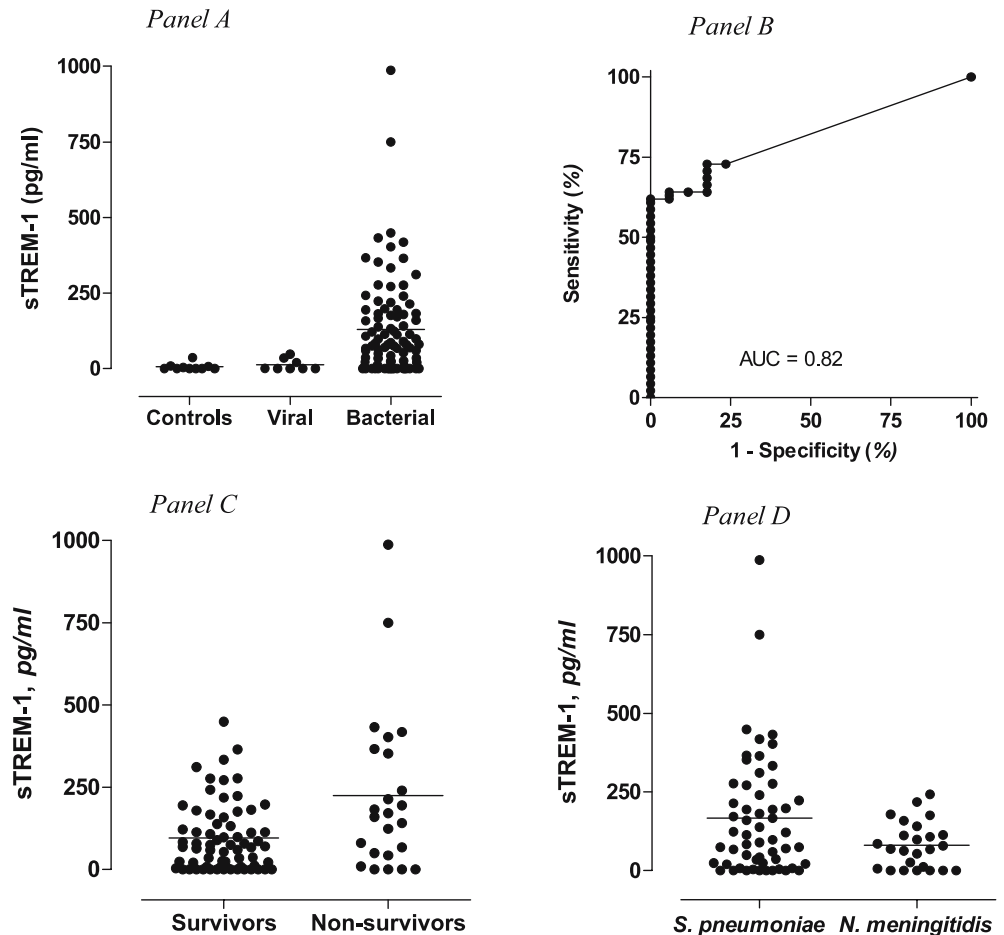 Panel A
1000
750
500
250
0
sTREM-1 (pg/ml)
Controls Viral Bacterial
Panel B
100
75
50
25
0
Sensitivity (%)
AUC = 0.82
0 25 50 75 100
1 - Specificity (%)
Panel C
1000
750
500
250
0
sTREM-1, pg/ml
Survivors Non-survivors
Panel D
1000
750
500
250
0
sTREM-1, pg/ml
S. pneumoniae N. meningitidis